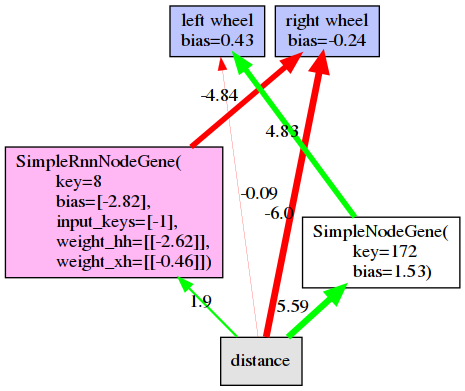 left wheel
bias=0.43
right wheel
bias=-0.24
-4.84
4.83
SimpleRnnNodeGene(
key=8
bias=[-2.82],
input_keys=[-1],
weight_hh=[[-2.62]],
weight_xh=[[-0.46]])
-0.09
-6.0
SimpleNodeGene(
key=172
bias=1.53)
1.9
5.59
distance